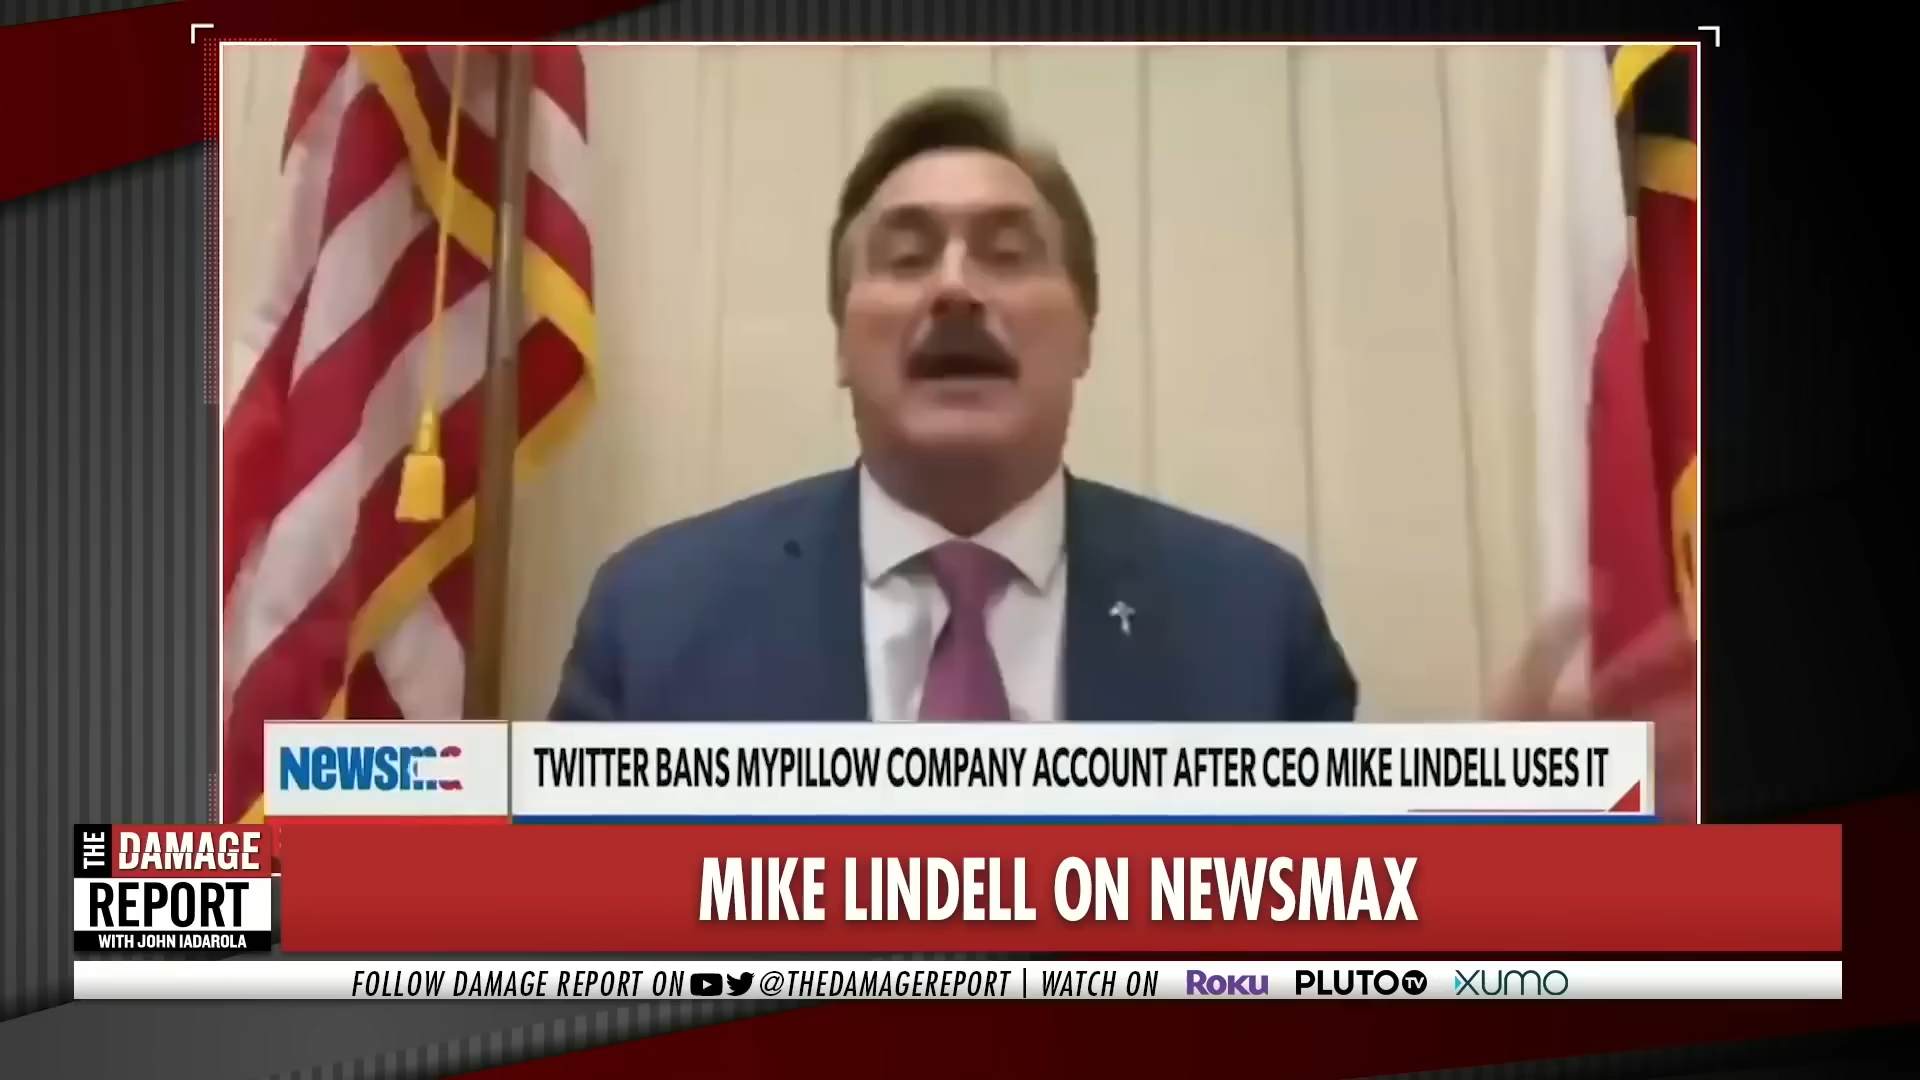 TWITTER BANS MYPILLOW COMPANY ACCOUNT AFTER CEO MIKE LINDELL USES IT
THE DAMAGE
REPORT
WITH JOHN IADAROLA
MIKE LINDELL ON NEWSMAX
FOLLOW DAMAGE REPORT ON @THEDAMAGEREPORT | WATCH ON ROKU PLUTO TV XUMO